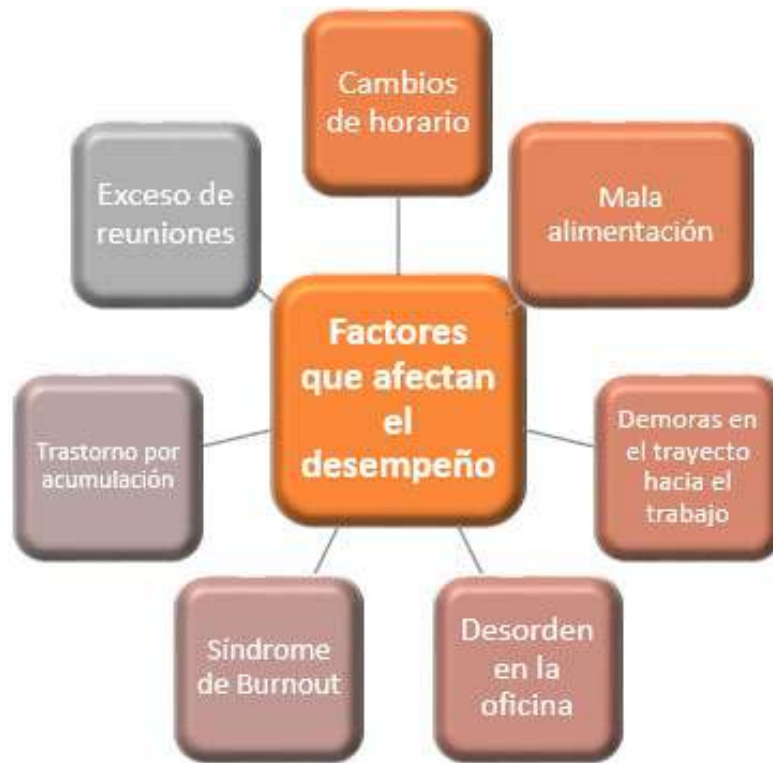 Cambios
de horario
Mala
alimentación
Demoras en
el trayecto
hacia el
trabajo
Desorden
en la
oficina
Síndrome
de Burnout
Trastorno por
acumulación
Exceso de
reuniones
Factores
que afectan
el
desempeño